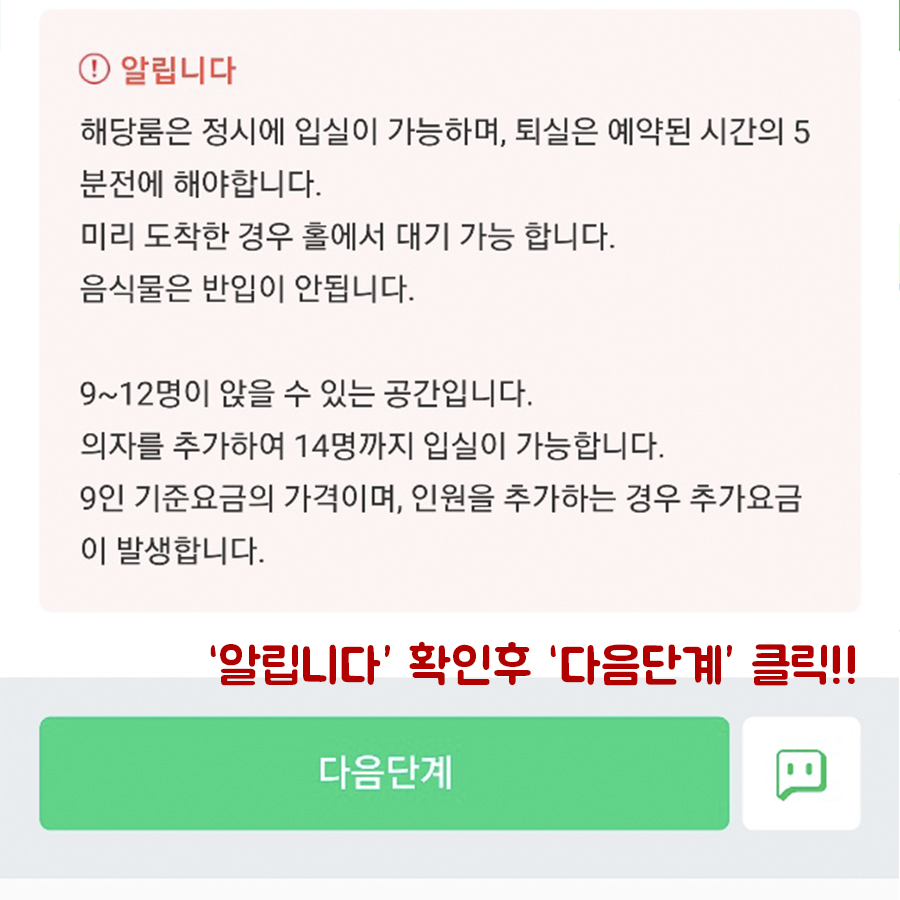 알립니다
해당룸은 정시에 입실이 가능하며, 퇴실은 예약된 시간의 5
분전에 해야합니다.
미리 도착한 경우 홀에서 대기 가능 합니다.
음식물은 반입이 안됩니다.
9~12명이 앉을 수 있는 공간입니다.
의자를 추가하여 14명까지 입실이 가능합니다.
9인 기준요금의 가격이며, 인원을 추가하는 경우 추가요금
이 발생합니다.
'알립니다' 확인후 '다음단계' 클릭!!
다음단계